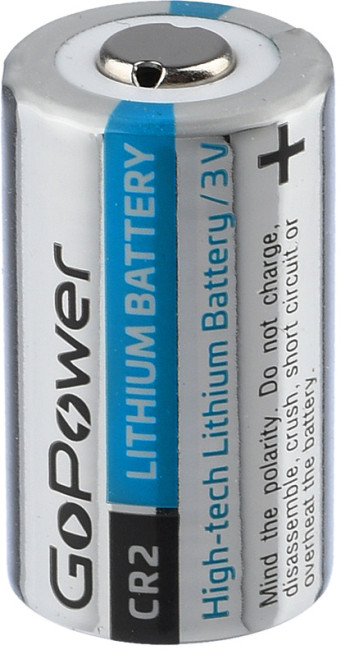 GoPower
CR2 LITHIUM BATTERY
High-tech Lithium Battery / 3V
+
Mind the polarity. Do not charge,
disassemble, crush, short circuit or
overheat the battery.